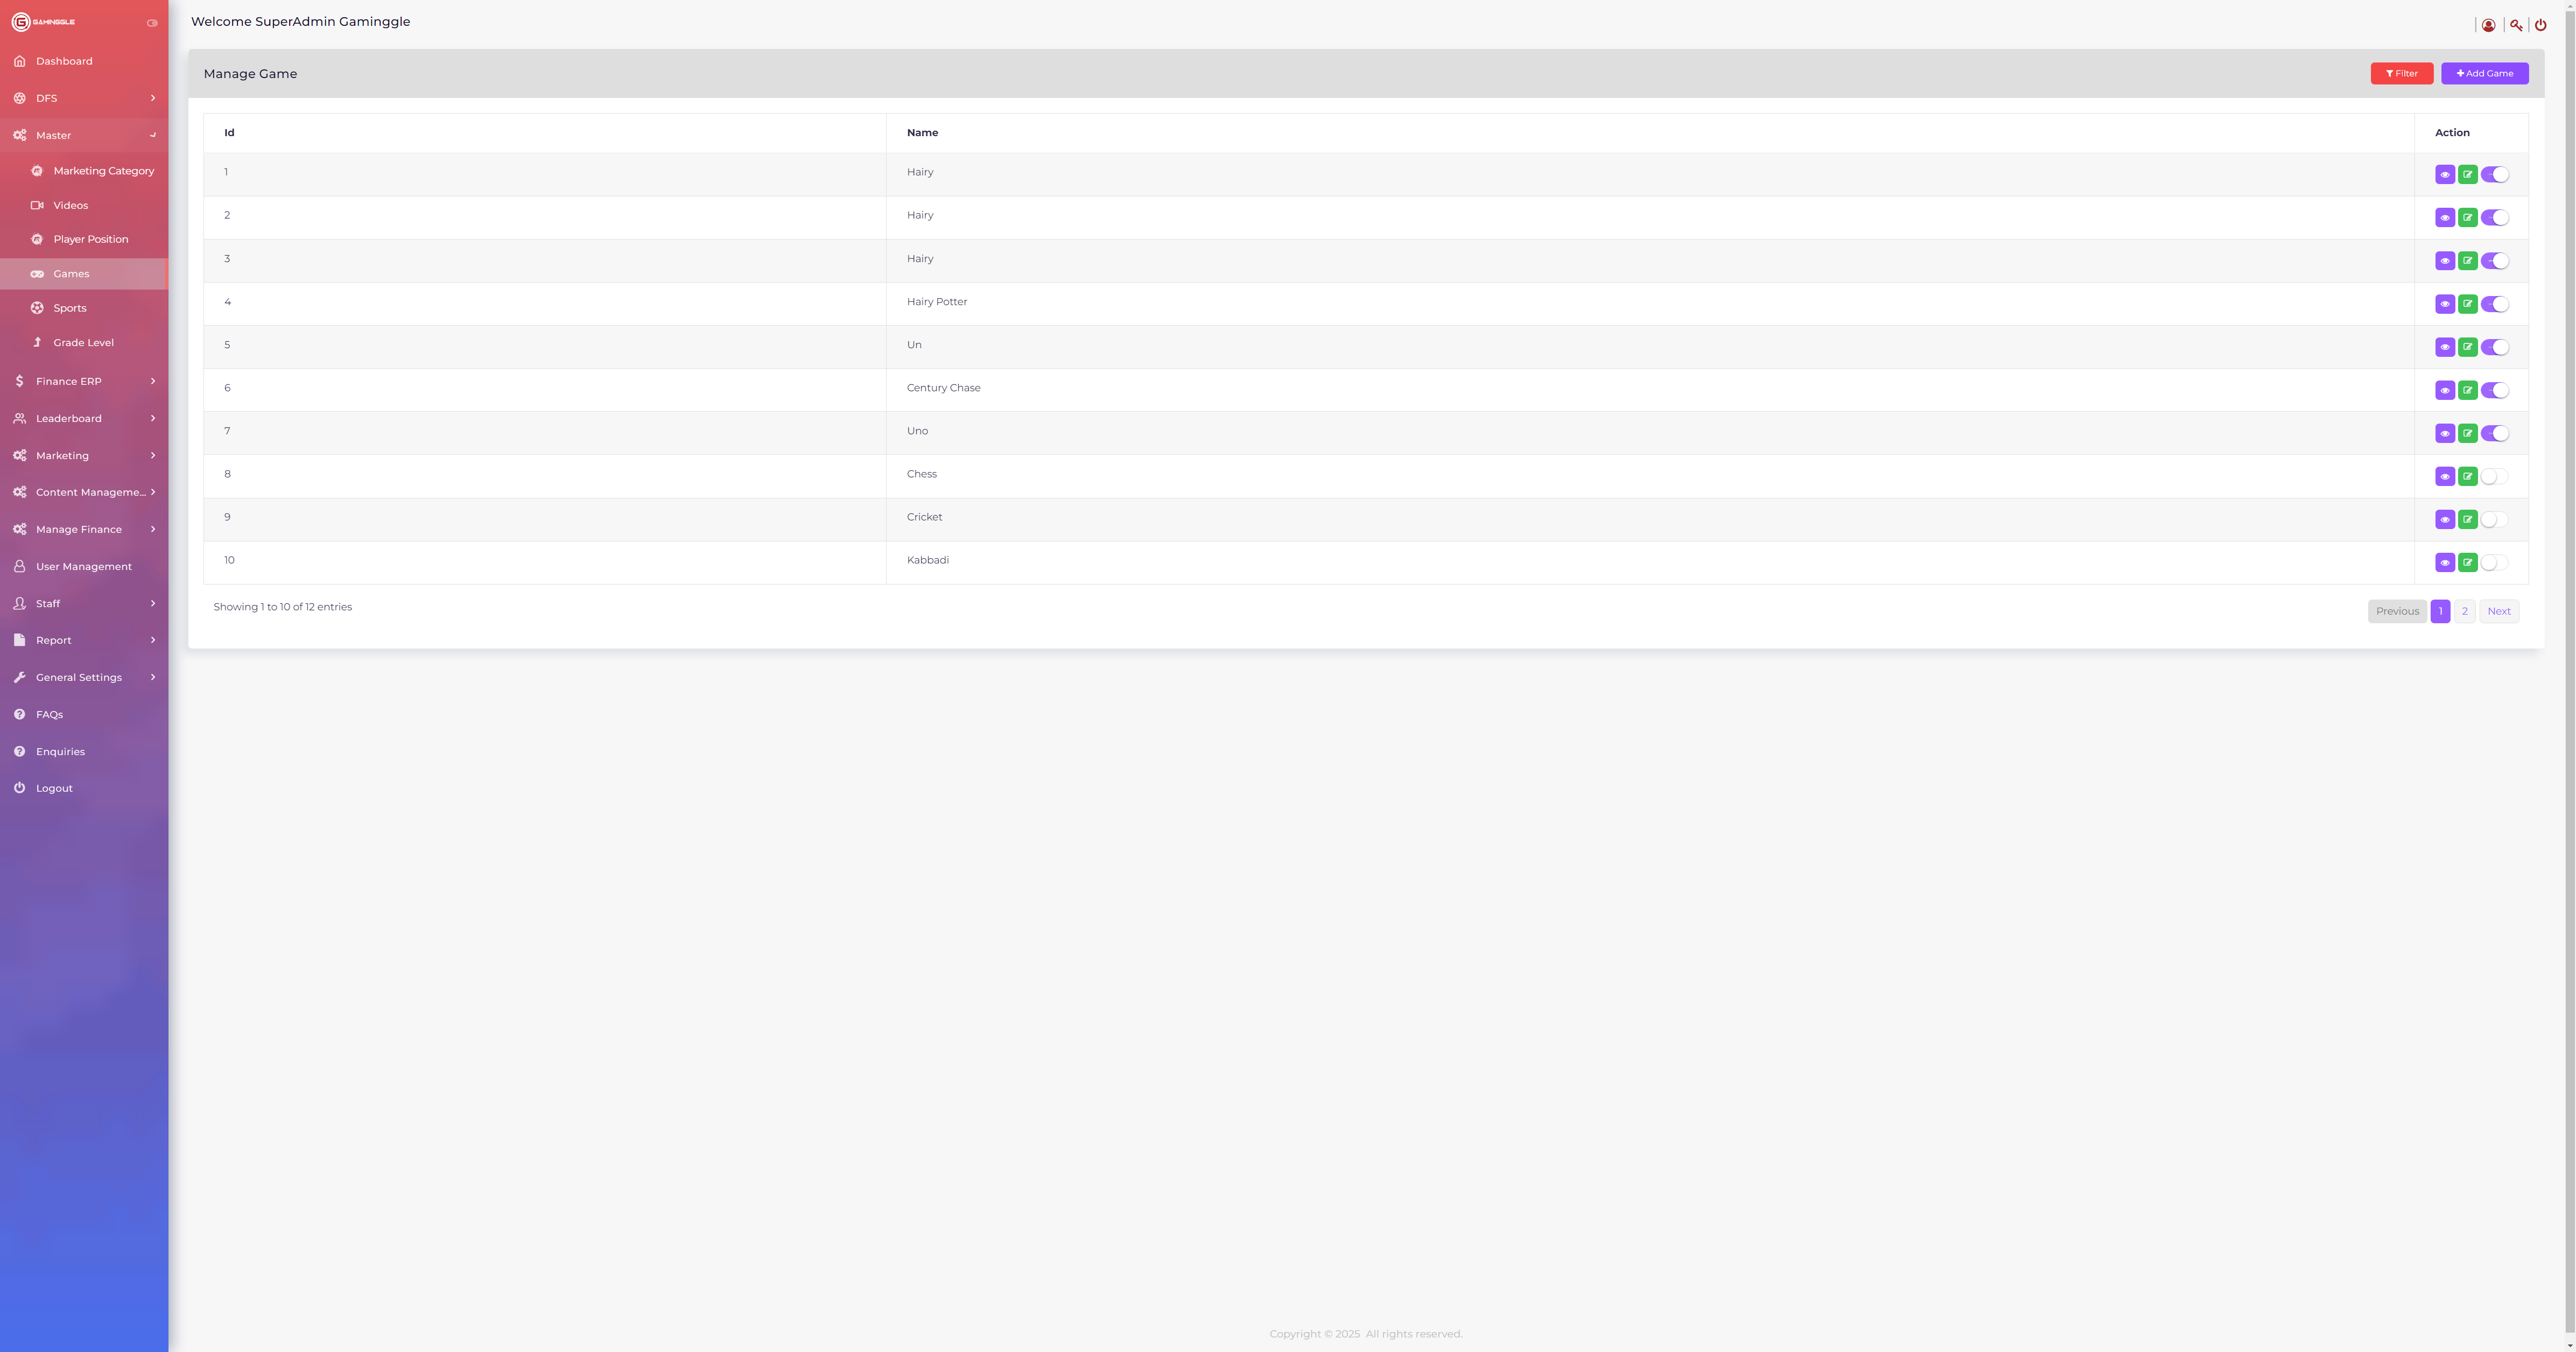 GAMINGGLE
Welcome SuperAdmin Gaminggle
Dashboard
DFS
Master
Marketing Category
Videos
Player Position
Games
Sports
Grade Level
Finance ERP
Leaderboard
Marketing
Content Manageme...
Manage Finance
User Management
Staff
Report
General Settings
FAQs
Enquiries
Logout
Manage Game
Filter
Add Game
Id Name Action
1 Hairy
2 Hairy
3 Hairy
4 Hairy Potter
5 Un
6 Century Chase
7 Uno
8 Chess
9 Cricket
10 Kabbadi
Showing 1 to 10 of 12 entries
Previous 1 2 Next
Copyright © 2025 All rights reserved.